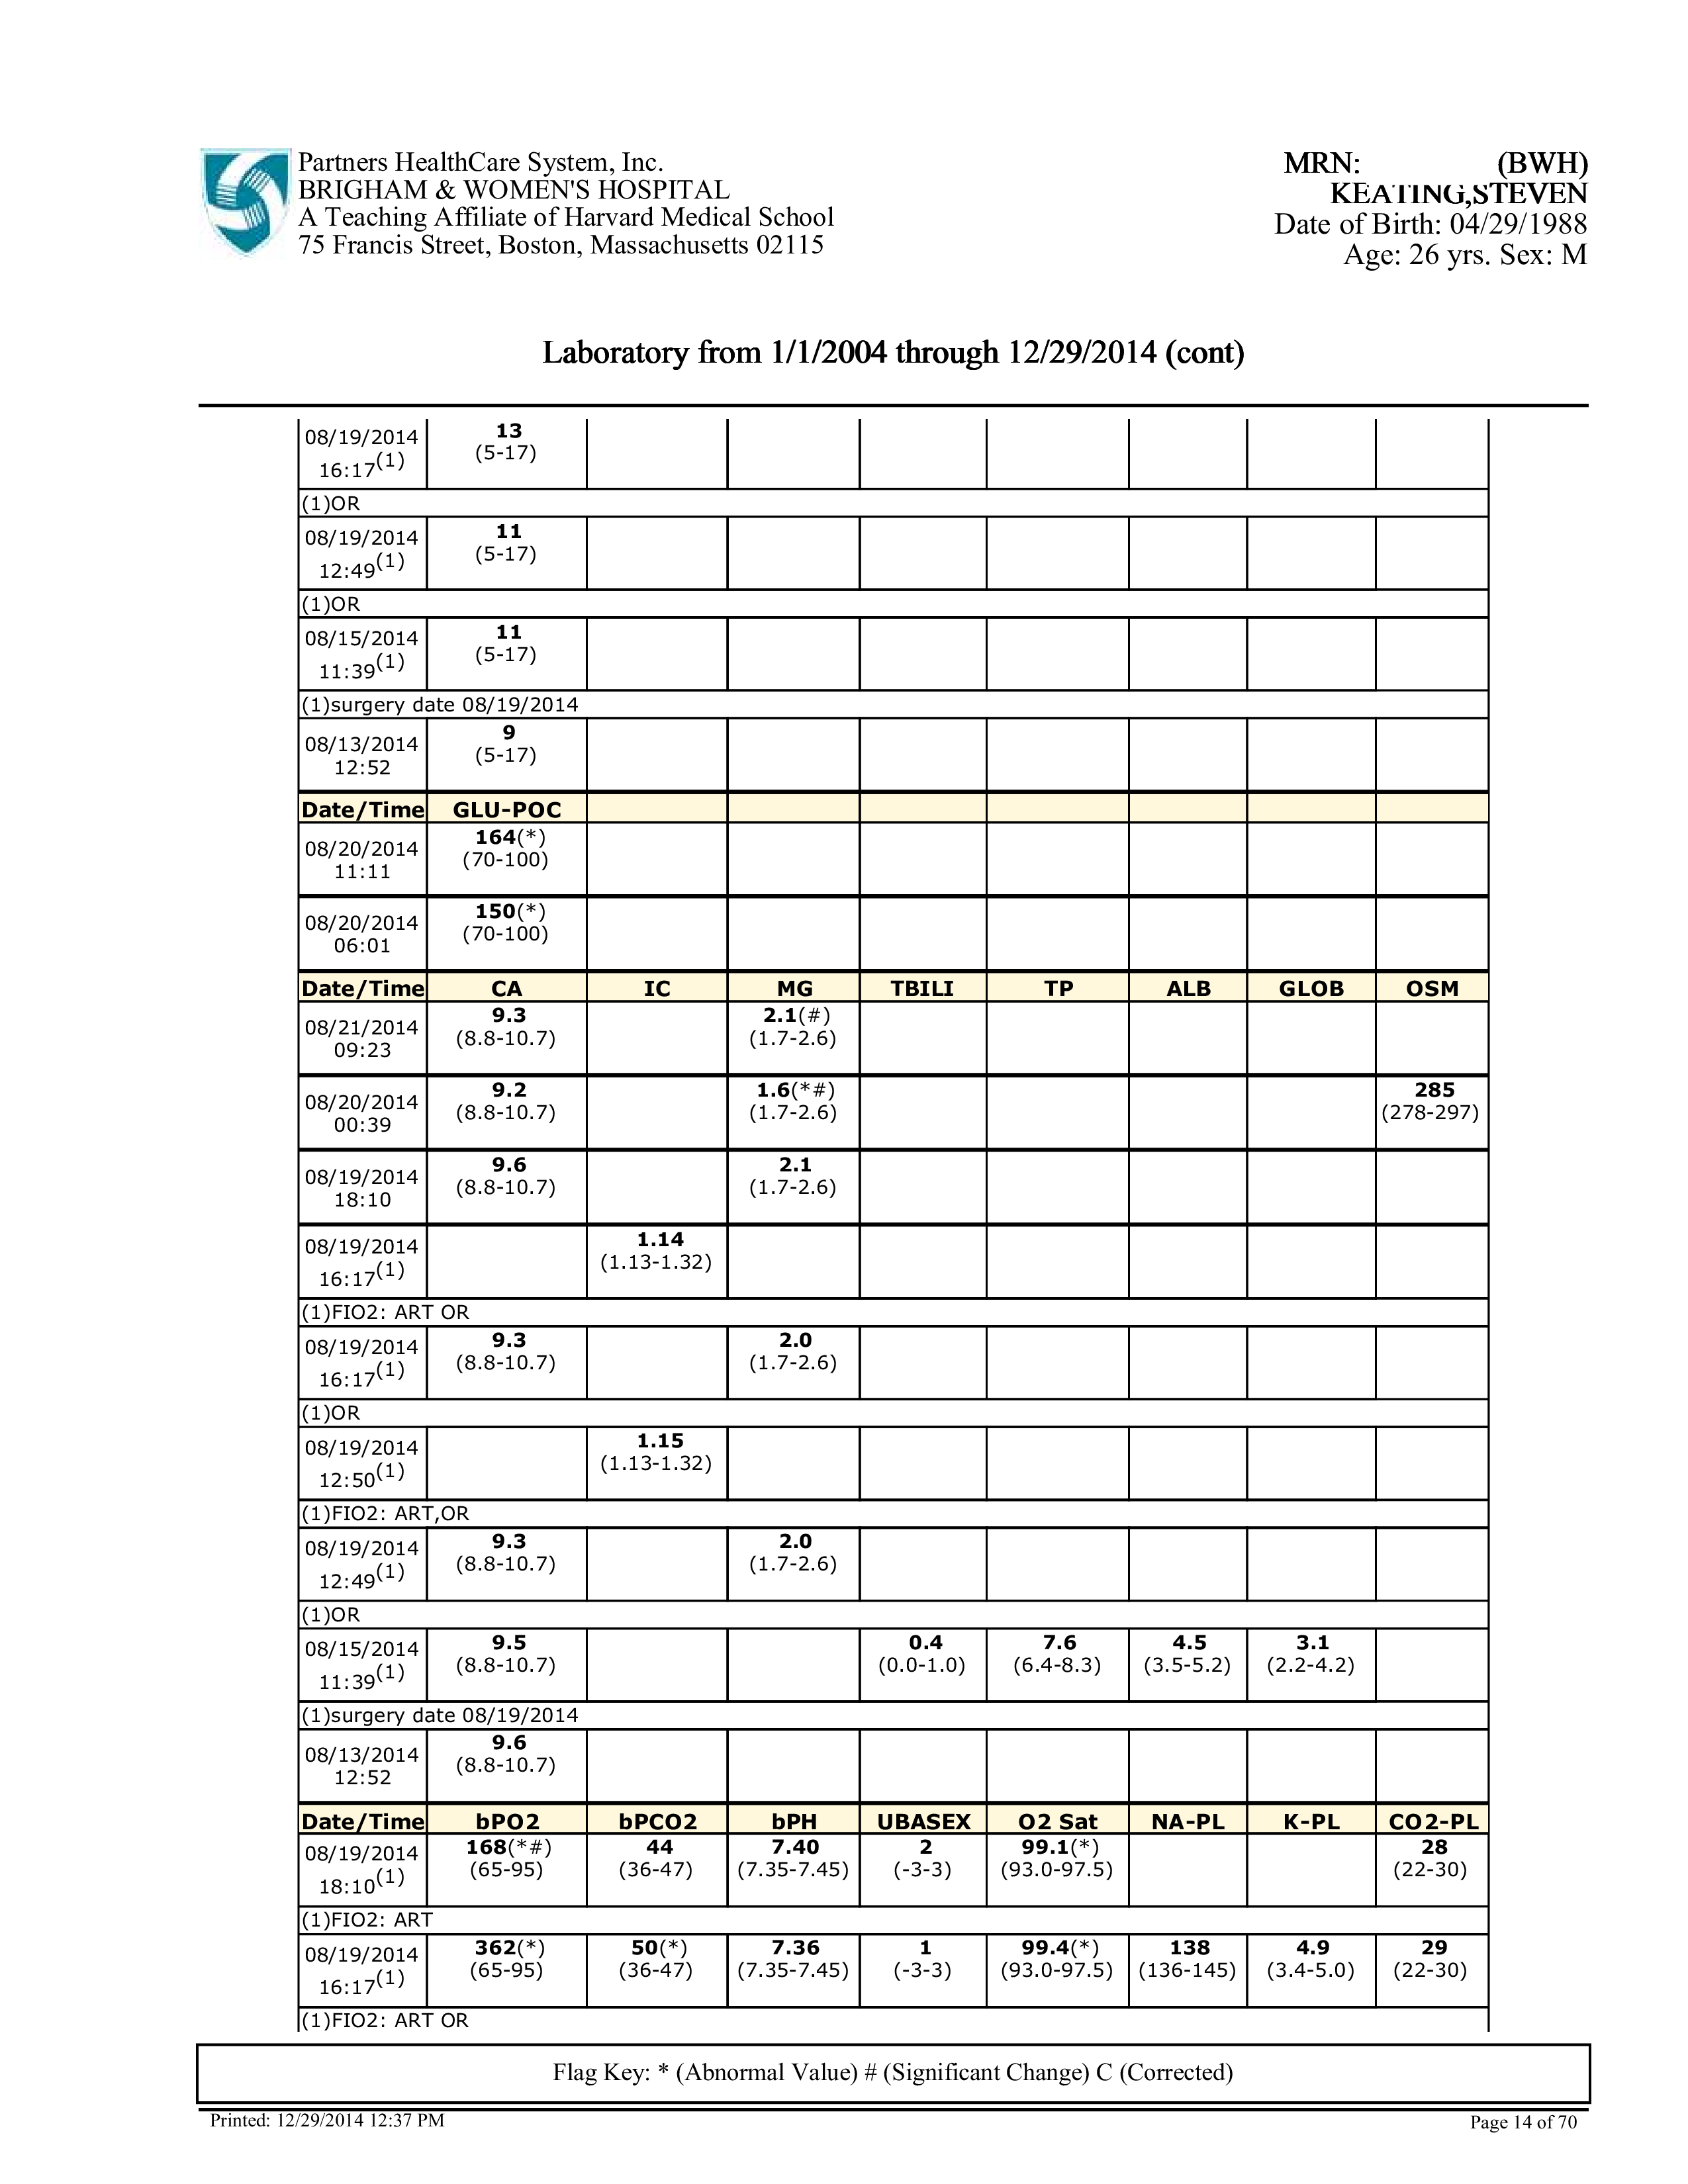 Partners HealthCare System, Inc.
BRIGHAM & WOMEN'S HOSPITAL
A Teaching Affiliate of Harvard Medical School
75 Francis Street, Boston, Massachusetts 02115
MRN: (BWH)
KEATING,STEVEN
Date of Birth: 04/29/1988
Age: 26 yrs. Sex: M
Laboratory from 1/1/2004 through 12/29/2014 (cont)
08/19/2014 16:17(1) 13 (5-17)
(1)OR
08/19/2014 12:49(1) 11 (5-17)
(1)OR
08/15/2014 11:39(1) 11 (5-17)
(1)surgery date 08/19/2014
08/13/2014 12:52 9 (5-17)
Date/Time GLU-POC
08/20/2014 11:11 164(*) (70-100)
08/20/2014 06:01 150(*) (70-100)
Date/Time CA IC MG TBILI TP ALB GLOB OSM
08/21/2014 09:23 9.3 (8.8-10.7) 2.1(#) (1.7-2.6)
08/20/2014 00:39 9.2 (8.8-10.7) 1.6(*#) (1.7-2.6) 285 (278-297)
08/19/2014 18:10 9.6 (8.8-10.7) 2.1 (1.7-2.6)
08/19/2014 16:17(1) 1.14 (1.13-1.32)
(1)FIO2: ART OR
08/19/2014 16:17(1) 9.3 (8.8-10.7) 2.0 (1.7-2.6)
(1)OR
08/19/2014 12:50(1) 1.15 (1.13-1.32)
(1)FIO2: ART,OR
08/19/2014 12:49(1) 9.3 (8.8-10.7) 2.0 (1.7-2.6)
(1)OR
08/15/2014 11:39(1) 9.5 (8.8-10.7) 0.4 (0.0-1.0) 7.6 (6.4-8.3) 4.5 (3.5-5.2) 3.1 (2.2-4.2)
(1)surgery date 08/19/2014
08/13/2014 12:52 9.6 (8.8-10.7)
Date/Time bPO2 bPCO2 bPH UBASEX O2 Sat NA-PL K-PL CO2-PL
08/19/2014 18:10(1) 168(*#) (65-95) 44 (36-47) 7.40 (7.35-7.45) 2 (-3-3) 99.1(*) (93.0-97.5) 28 (22-30)
(1)FIO2: ART
08/19/2014 16:17(1) 362(*) (65-95) 50(*) (36-47) 7.36 (7.35-7.45) 1 (-3-3) 99.4(*) (93.0-97.5) 138 (136-145) 4.9 (3.4-5.0) 29 (22-30)
(1)FIO2: ART OR
Flag Key: * (Abnormal Value) # (Significant Change) C (Corrected)
Printed: 12/29/2014 12:37 PM
Page 14 of 70